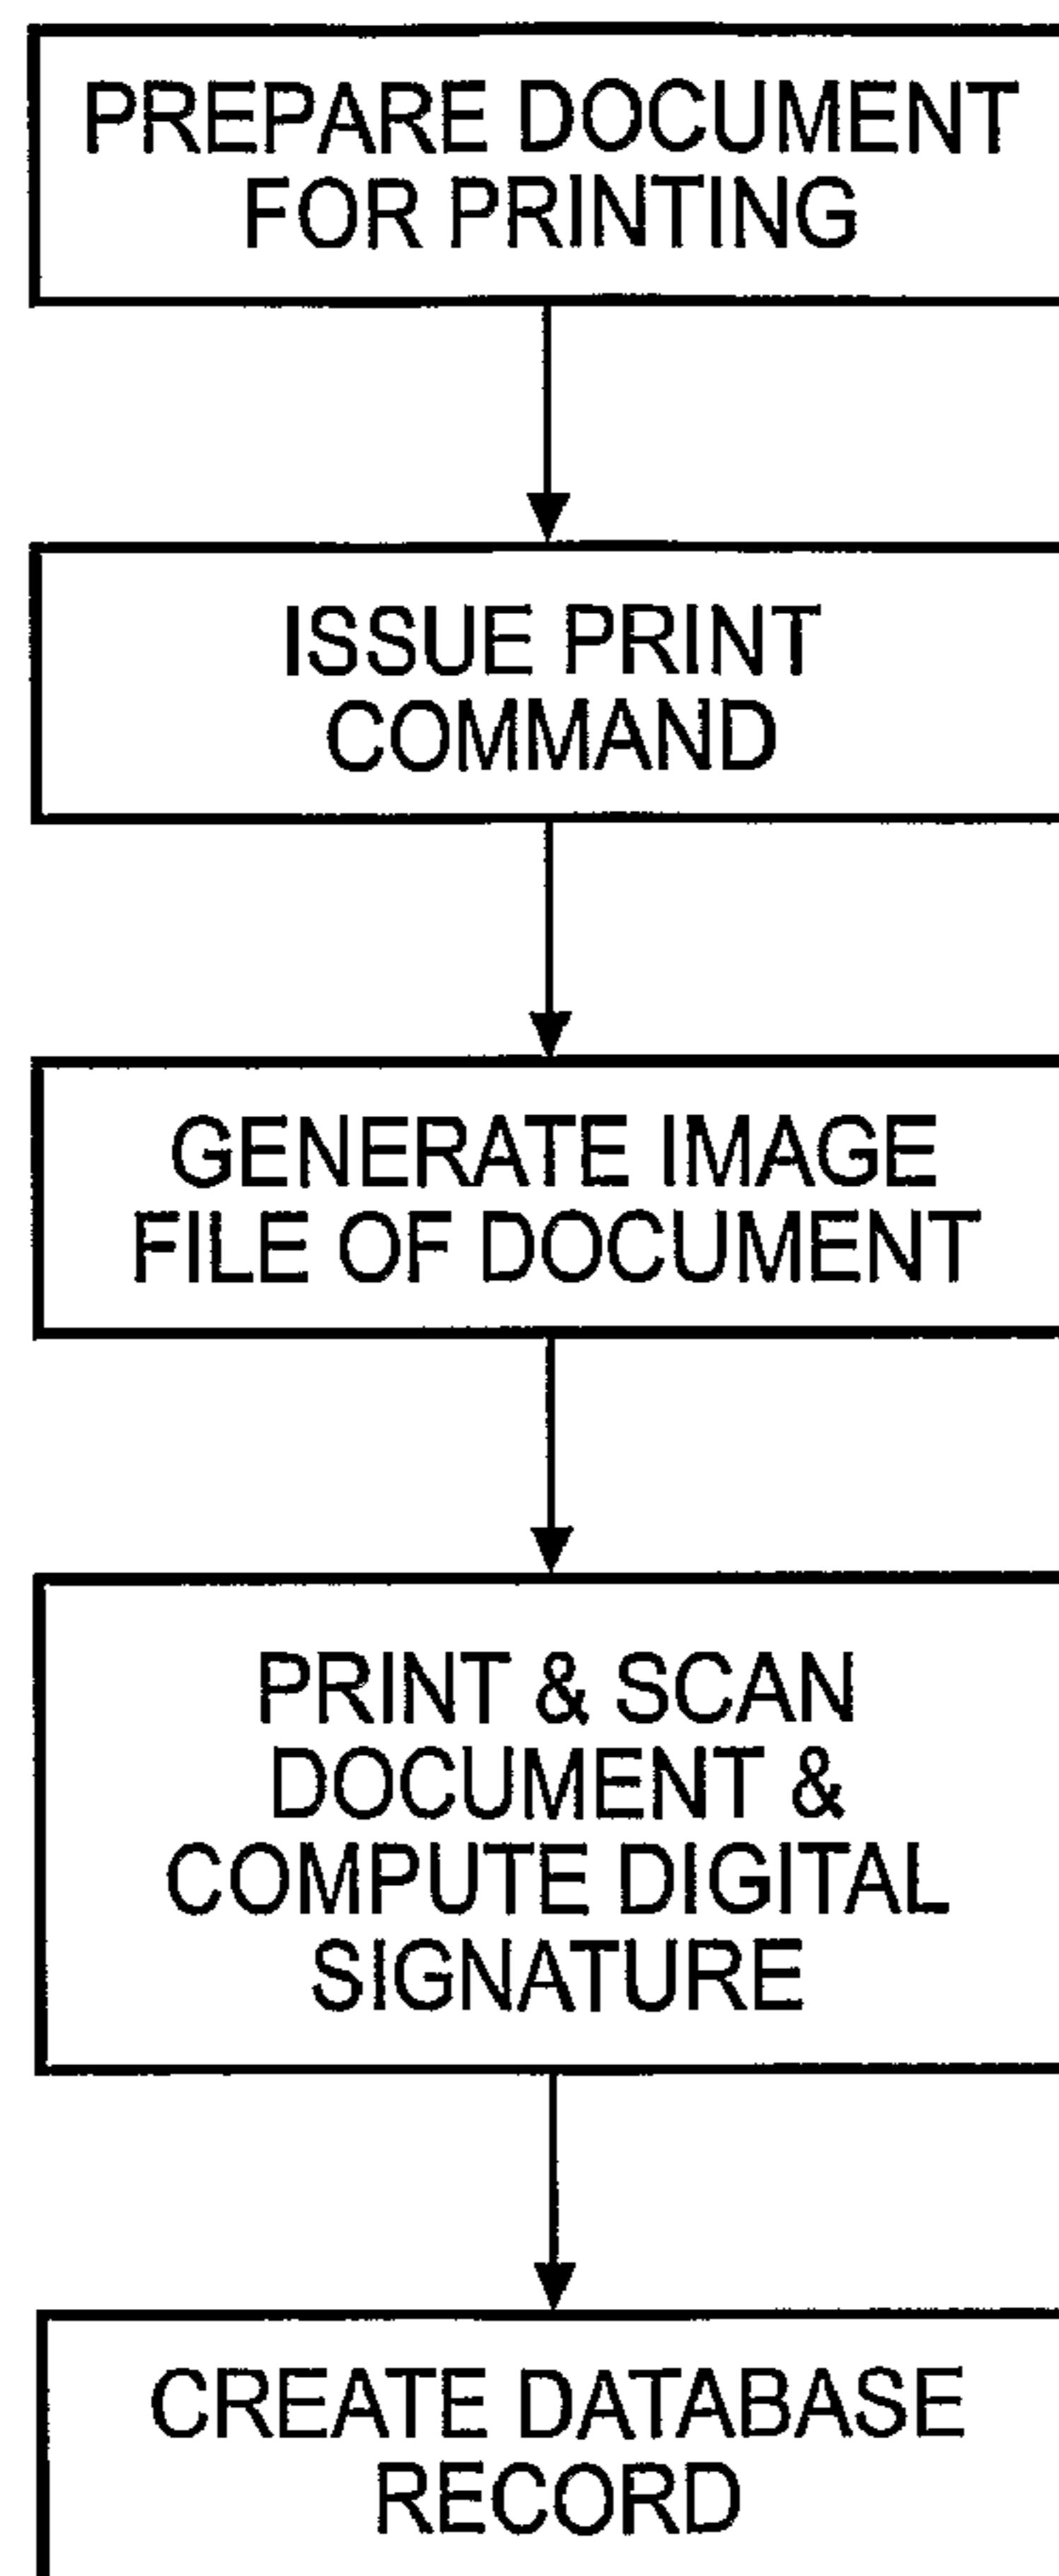 PREPARE DOCUMENT
FOR PRINTING
ISSUE PRINT
COMMAND
GENERATE IMAGE
FILE OF DOCUMENT
PRINT & SCAN
DOCUMENT &
COMPUTE DIGITAL
SIGNATURE
CREATE DATABASE
RECORD